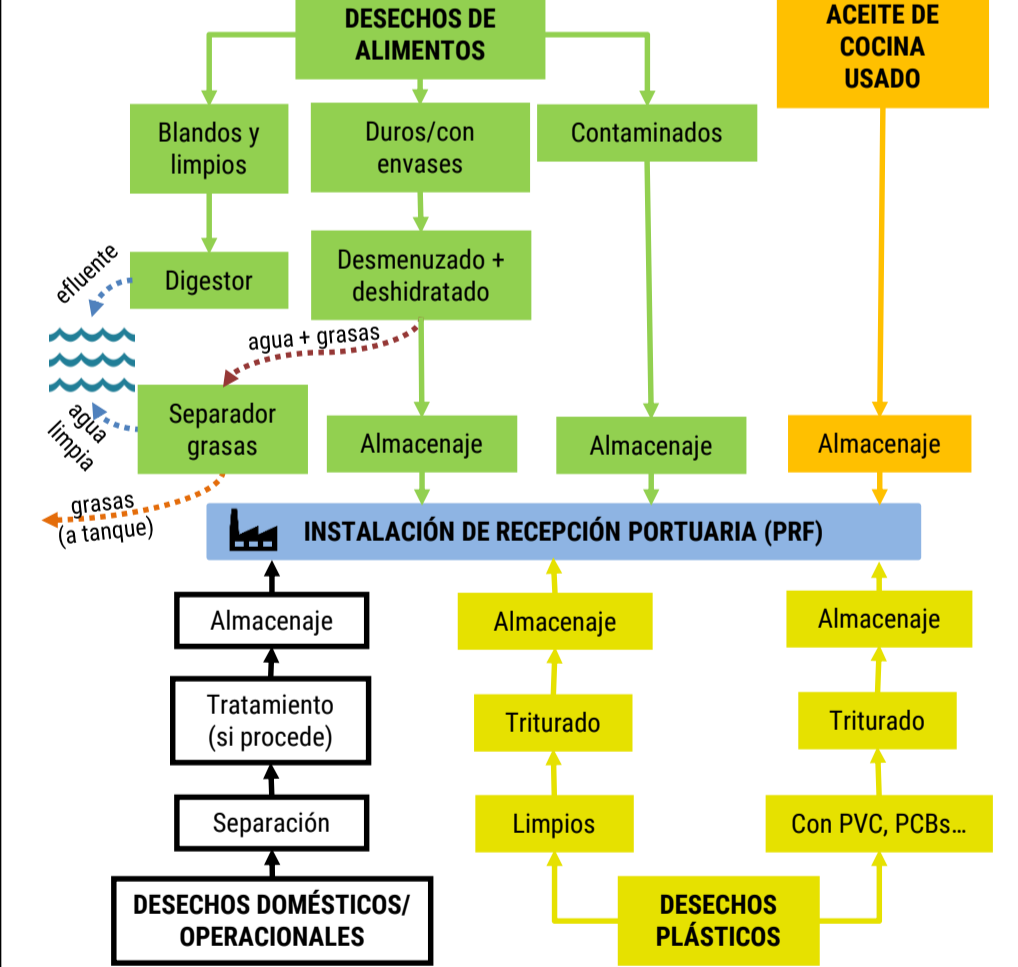 DESECHOS DE
ALIMENTOS
ACEITE DE
COCINA
USADO
Blandos y
limpios
Duros/con
envases
Contaminados
Digestor
Desmenuzado +
deshidratado
efluente
agua + grasas
agua
limpia
Separador
grasas
Almacenaje
Almacenaje
Almacenaje
grasas
(a tanque)
INSTALACIÓN DE RECEPCIÓN PORTUARIA (PRF)
Almacenaje
Almacenaje
Almacenaje
Tratamiento
(si procede)
Triturado
Triturado
Separación
Limpios
Con PVC, PCBs...
DESECHOS DOMÉSTICOS/
OPERACIONALES
DESECHOS
PLÁSTICOS